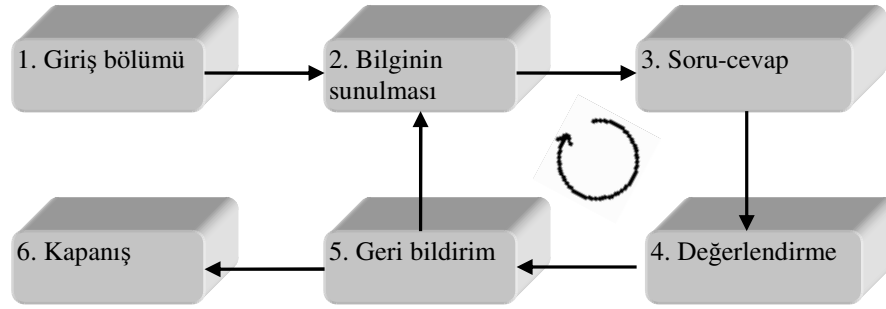 1. Giriş bölümü
2. Bilginin
sunulması
3. Soru-cevap
4. Değerlendirme
5. Geri bildirim
6. Kapanış